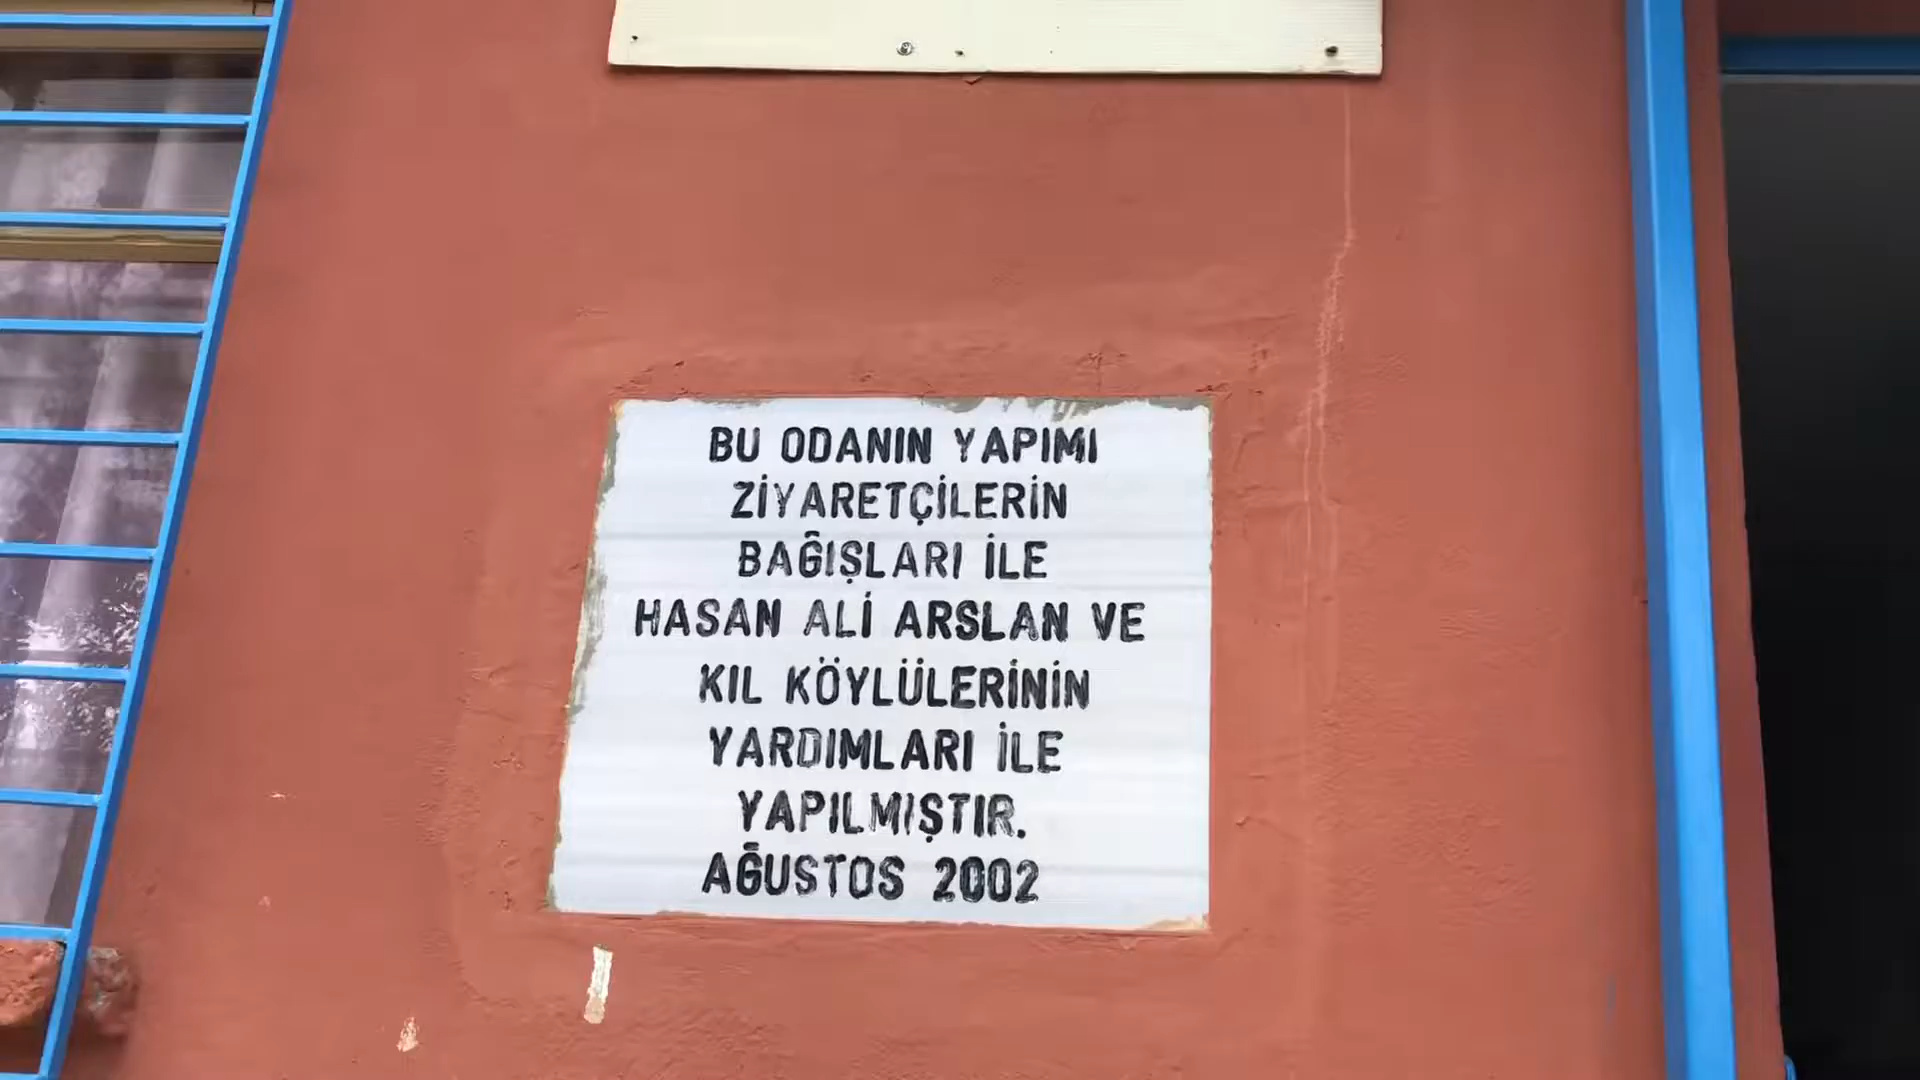 BU ODANIN YAPIMI
ZİYARETÇİLERİN
BAĞIŞLARI İLE
HASAN ALİ ARSLAN VE
KIL KÖYLÜLERİNİN
YARDIMLARI İLE
YAPILMIŞTIR.
AĞUSTOS 2002